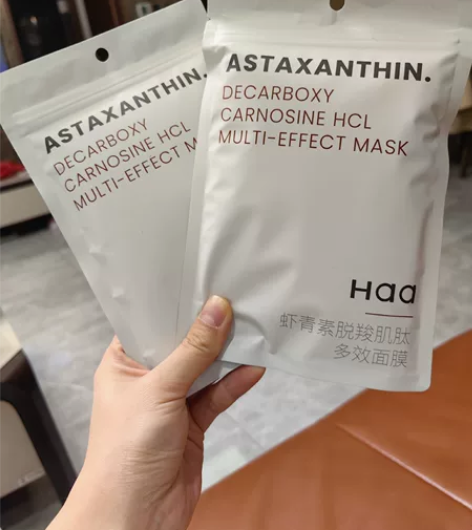 ASTAXANTHIN.
DECARBOXY
CARNOSINE HCL
MULTI-EFFECT M
ASTAXANTHIN.
DECARBOXY
CARNOSINE HCL
MULTI-EFFECT MASK
Haa
虾青素脱羧肌肽
多效面膜